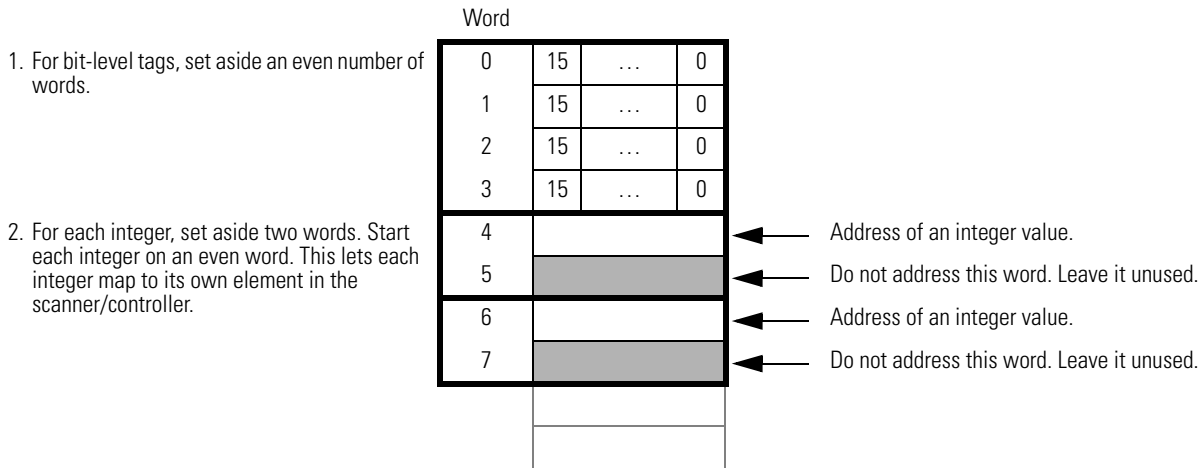 Word
1. For bit-level tags, set aside an even number of
words.
0 15 ... 0
1 15 ... 0
2 15 ... 0
3 15 ... 0
2. For each integer, set aside two words. Start
each integer on an even word. This lets each
integer map to its own element in the
scanner/controller.
4 Address of an integer value.
5 Do not address this word. Leave it unused.
6 Address of an integer value.
7 Do not address this word. Leave it unused.